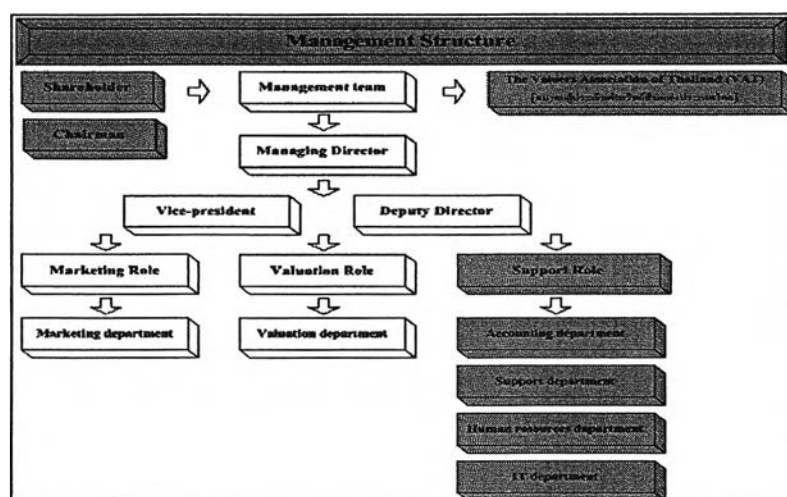 Management Structure
Shareholder
Management team
The Valuers Association of Thailand (VAT)
Chairman
Managing Director
Vice-president
Deputy Director
Marketing Role
Valuation Role
Support Role
Marketing department
Valuation department
Accounting department
Support department
Human resources department
IT department